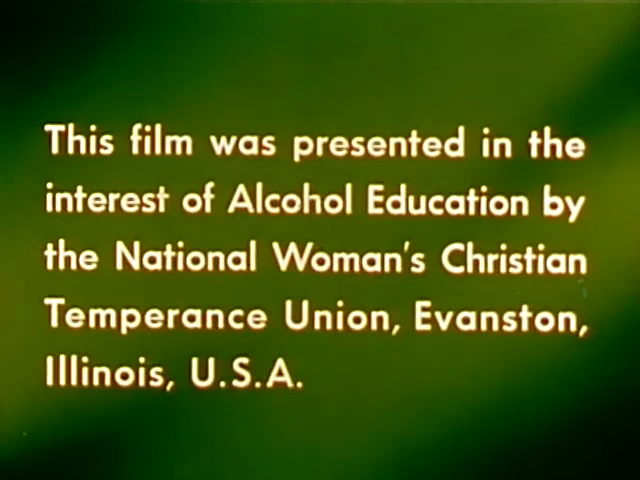 This film was presented in the
interest of Alcohol Education by
the National Woman's Christian
Temperance Union, Evanston,
Illinois, U.S.A.